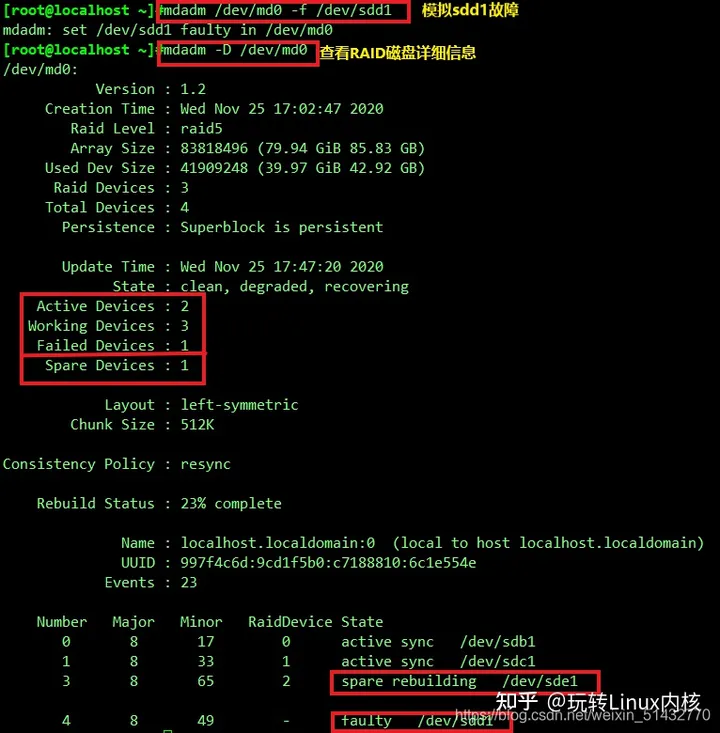 [root@localhost ~]#mdadm /dev/md0 -f /dev/sdd1 模拟sdd1故障
mdadm: set /dev/sdd1 faulty in /dev/md0
[root@localhost ~]#mdadm -D /dev/md0 查看RAID磁盘详细信息
/dev/md0:
Version : 1.2
Creation Time : Wed Nov 25 17:02:47 2020
Raid Level : raid5
Array Size : 83818496 (79.94 GiB 85.83 GB)
Used Dev Size : 41909248 (39.97 GiB 42.92 GB)
Raid Devices : 3
Total Devices : 4
Persistence : Superblock is persistent
Update Time : Wed Nov 25 17:47:20 2020
State : clean, degraded, recovering
Active Devices : 2
Working Devices : 3
Failed Devices : 1
Spare Devices : 1
Layout : left-symmetric
Chunk Size : 512K
Consistency Policy : resync
Rebuild Status : 23% complete
Name : localhost.localdomain:0 (local to host localhost.localdomain)
UUID : 997f4c6d:9cd1f5b0:c7188810:6c1e554e
Events : 23
Number Major Minor RaidDevice State
0 8 17 0 active sync /dev/sdb1
1 8 33 1 active sync /dev/sdc1
3 8 65 2 spare rebuilding /dev/sde1
知乎 @玩转Linux内核
4 8 49 - faulty /dev/sdd1
https://blog.csdn.net/weixin_51432770